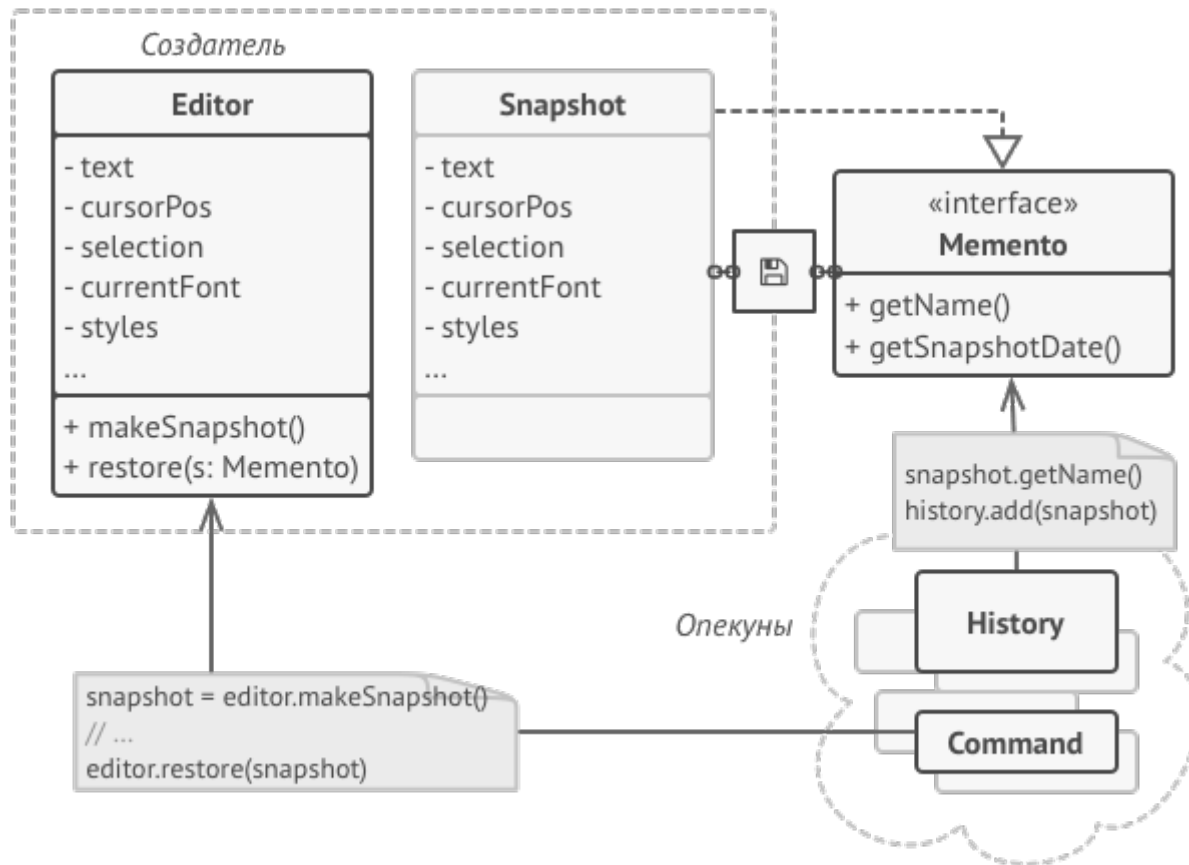 Создатель
Editor
- text
- cursorPos
- selection
- currentFont
- styles
...
+ makeSnapshot()
+ restore(s: Memento)
Snapshot
- text
- cursorPos
- selection
- currentFont
- styles
...
«interface»
Memento
+ getName()
+ getSnapshotDate()
snapshot.getName()
history.add(snapshot)
Опекуны
History
Command
snapshot = editor.makeSnapshot()
// ...
editor.restore(snapshot)